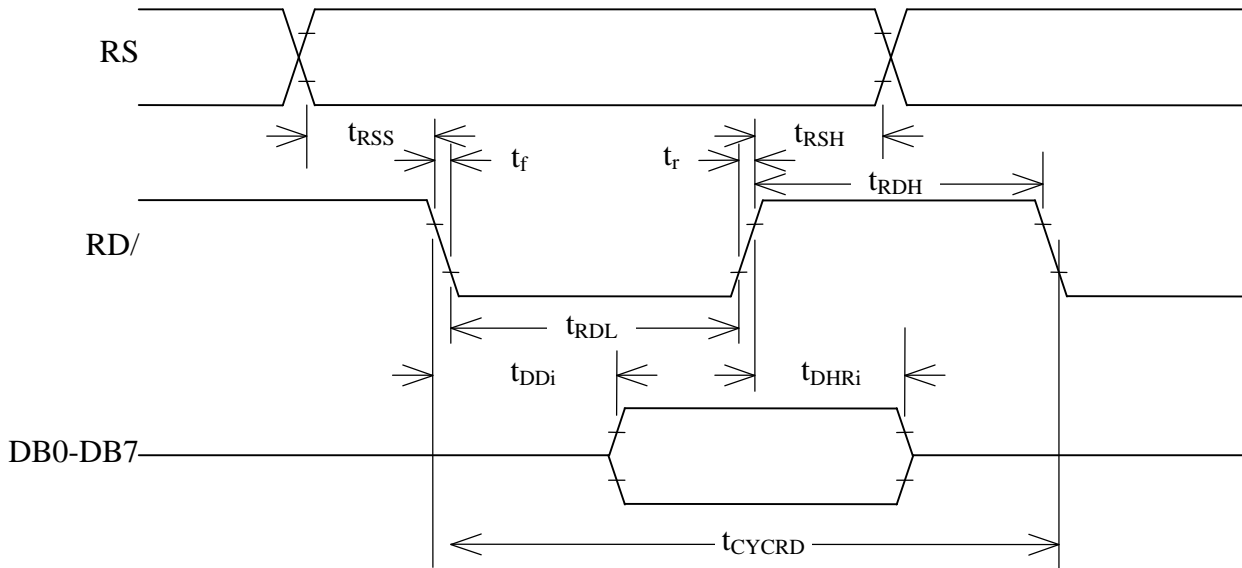 RS
tRSS
tRSH
tf
tr
tRDH
RD/
tRDL
tDDi
tDHRi
DB0-DB7
tCYCRD